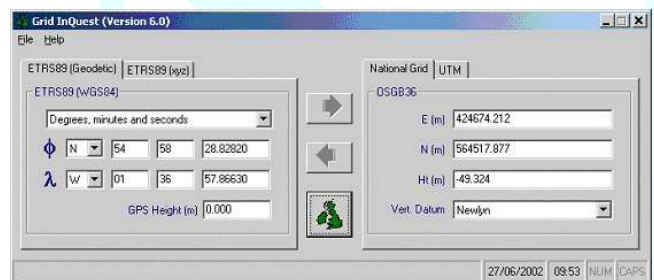 Grid InQuest (Version 6.0)
File Help
ETRS89 (Geodetic) ETRS89 (xyz)
ETRS89 (WGS84)
Degrees, minutes and seconds
ϕ N 54 58 28.82820
λ W 01 36 57.86630
GPS Height (m) 0.000
National Grid UTM
OSGB36
E (m) 424674.212
N (m) 564517.877
Ht (m) -49.324
Vert. Datum Newlyn
27/06/2002 09:53 NUM CAPS